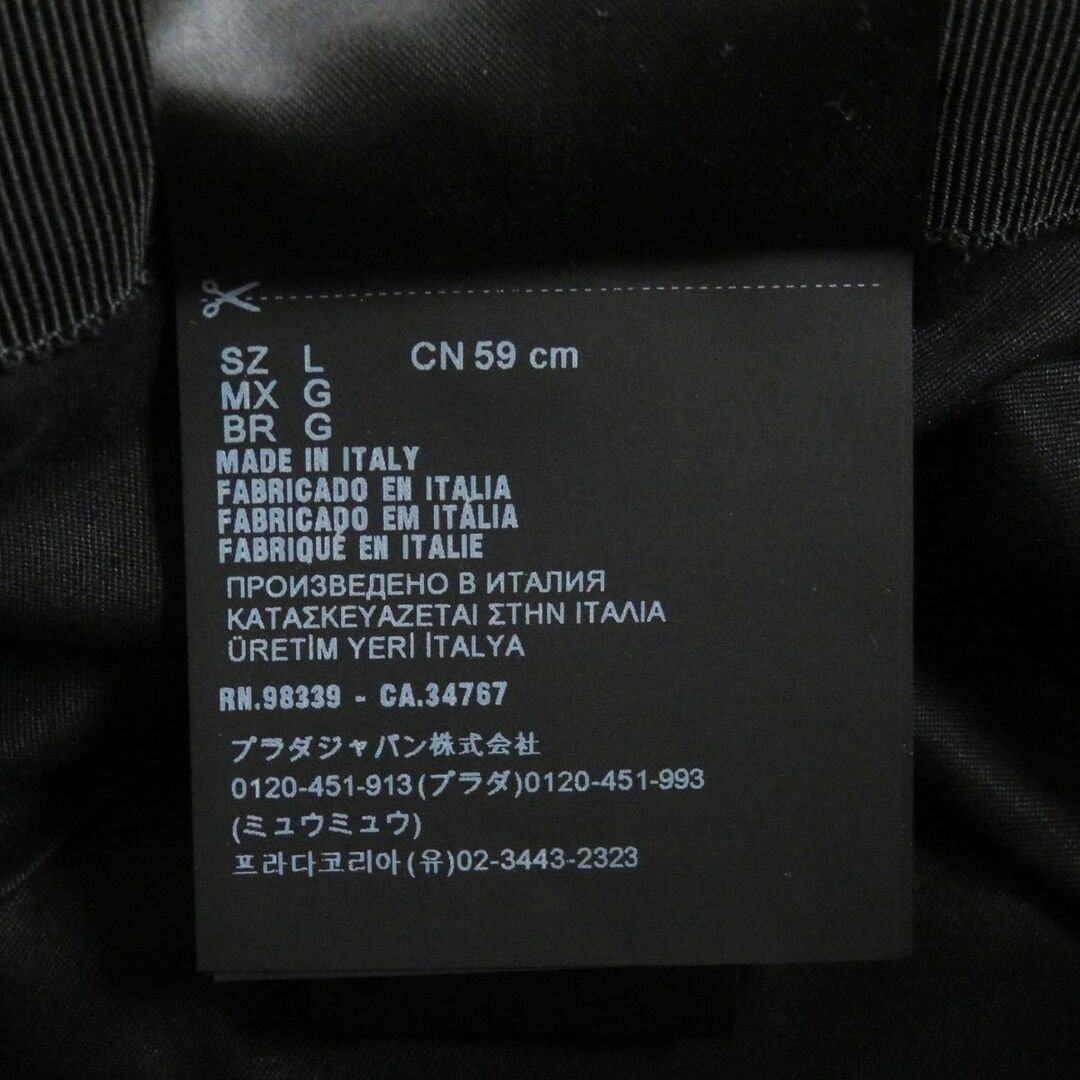 SZ L CN 59 cm
MX G
BR G
MADE IN ITALY
FABRICADO EN ITALIA
FABRICADO EM ITÁLIA
FABRIQUÉ EN ITALIE
ПРОИЗВЕДЕНО В ИТАЛИЯ
ΚΑΤΑΣΚΕΥΑΖΕΤΑΙ ΣΤΗΝ ΙΤΑΛΙΑ
ÜRETİM YERİ İTALYA
RN.98339 - CA.34767
プラダジャパン株式会社
0120-451-913(プラダ)0120-451-993
(ミュウミュウ)
프라다코리아(유)02-3443-2323